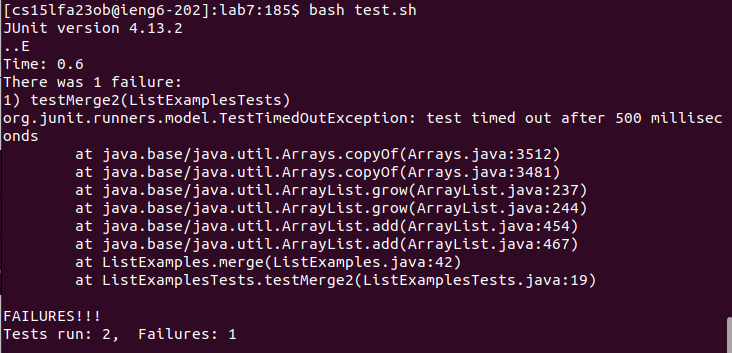 [cs15lfa23ob@ieng6-202]:lab7:185$ bash test.sh
JUnit version 4.13.2
..E
Time: 0.6
There was 1 failure:
1) testMerge2(ListExamplesTests)
org.junit.runners.model.TestTimedOutException: test timed out after 500 millisec
onds
        at java.base/java.util.Arrays.copyOf(Arrays.java:3512)
        at java.base/java.util.Arrays.copyOf(Arrays.java:3481)
        at java.base/java.util.ArrayList.grow(ArrayList.java:237)
        at java.base/java.util.ArrayList.grow(ArrayList.java:244)
        at java.base/java.util.ArrayList.add(ArrayList.java:454)
        at java.base/java.util.ArrayList.add(ArrayList.java:467)
        at ListExamples.merge(ListExamples.java:42)
        at ListExamplesTests.testMerge2(ListExamplesTests.java:19)

FAILURES!!!
Tests run: 2,  Failures: 1